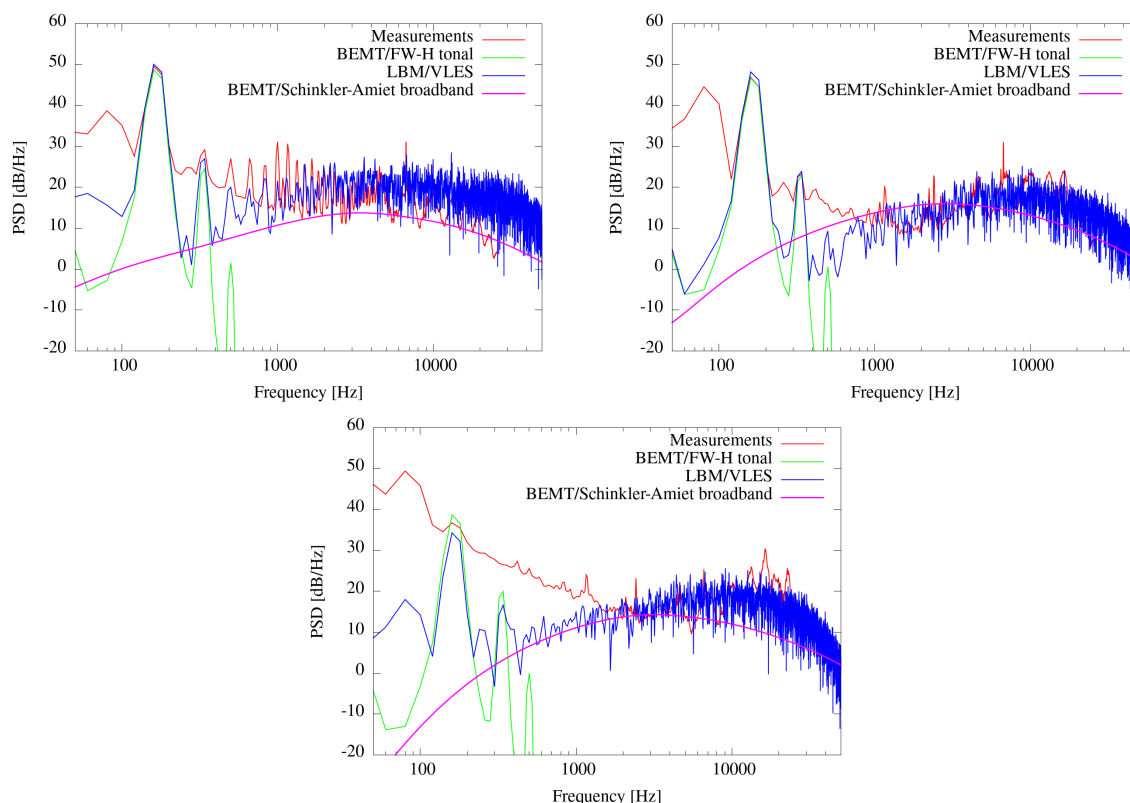 60
50
40
30
20
10
0
-10
-20
PSD [dB/Hz]
Measurements
BEMT/FW-H tonal
LBM/VLES
BEMT/Schinkler-Amiet broadband
100
1000
10000
Frequency [Hz]
60
50
40
30
20
10
0
-10
-20
PSD [dB/Hz]
Measurements
BEMT/FW-H tonal
LBM/VLES
BEMT/Schinkler-Amiet broadband
100
1000
10000
Frequency [Hz]
60
50
40
30
20
10
0
-10
-20
PSD [dB/Hz]
Measurements
BEMT/FW-H tonal
LBM/VLES
BEMT/Schinkler-Amiet broadband
100
1000
10000
Frequency [Hz]